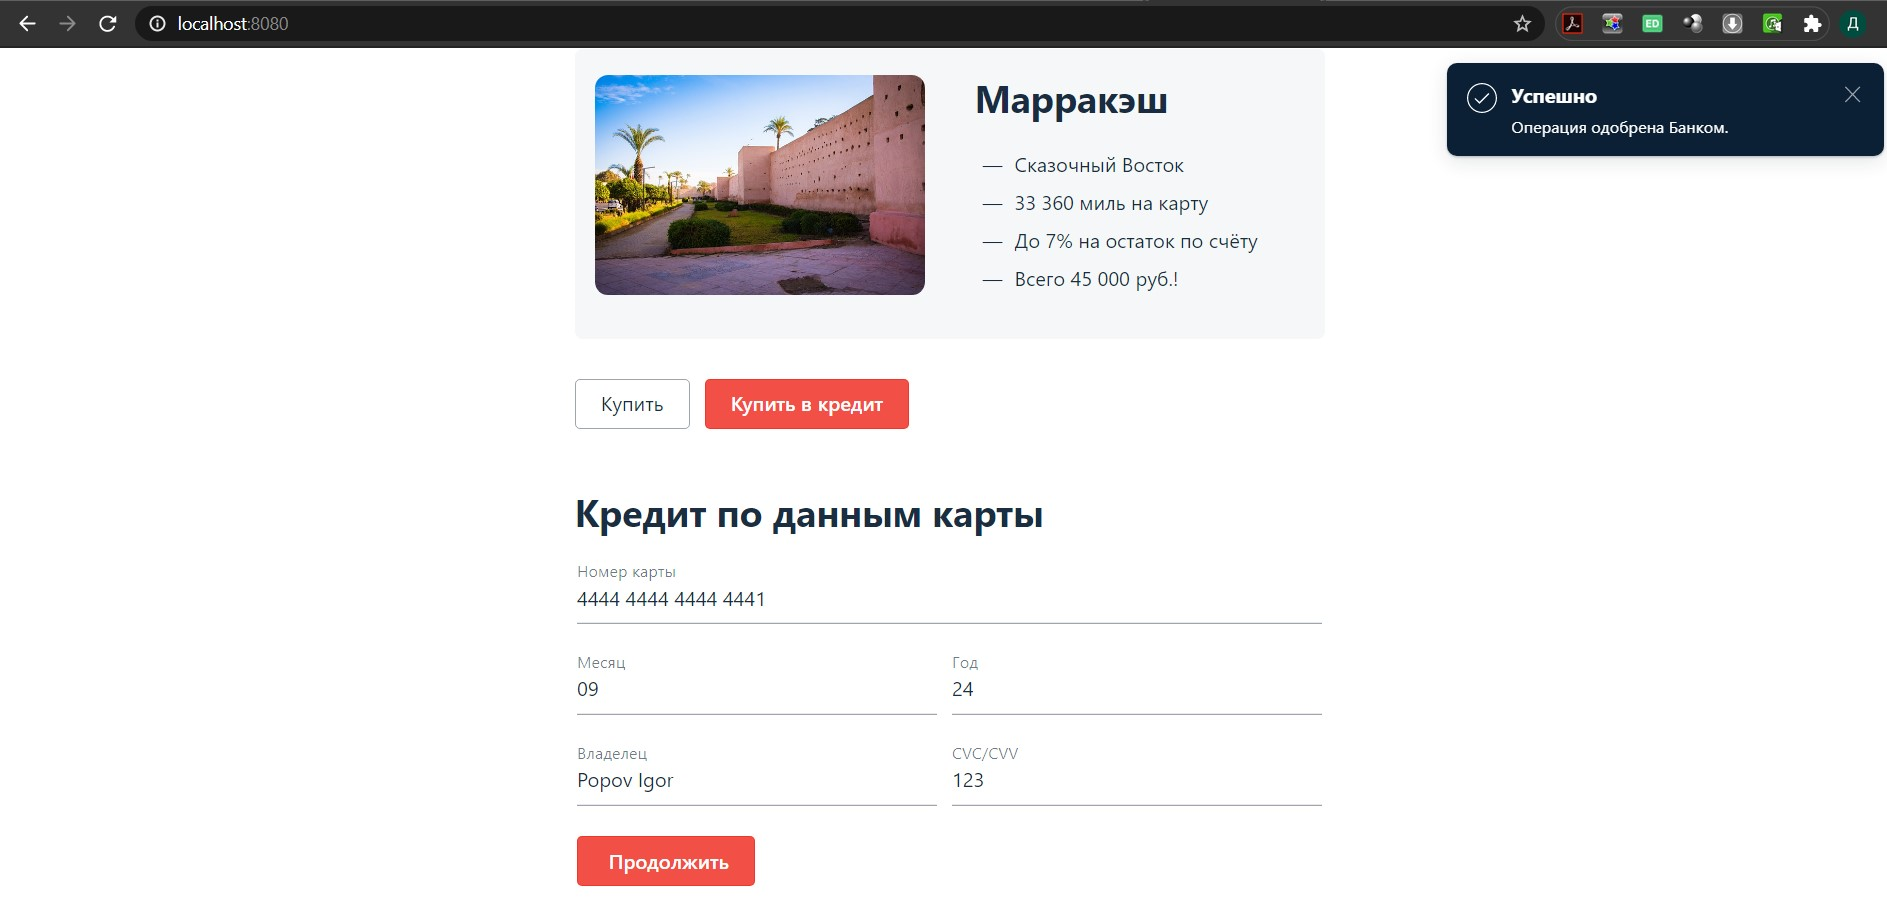 localhost:8080
ED
Д
Марракэш
— Сказочный Восток
— 33 360 миль на карту
— До 7% на остаток по счёту
— Всего 45 000 руб.!
Успешно
Операция одобрена Банком.
Купить
Купить в кредит
Кредит по данным карты
Номер карты
4444 4444 4444 4441
Месяц
09
Год
24
Владелец
Popov Igor
CVC/CVV
123
Продолжить